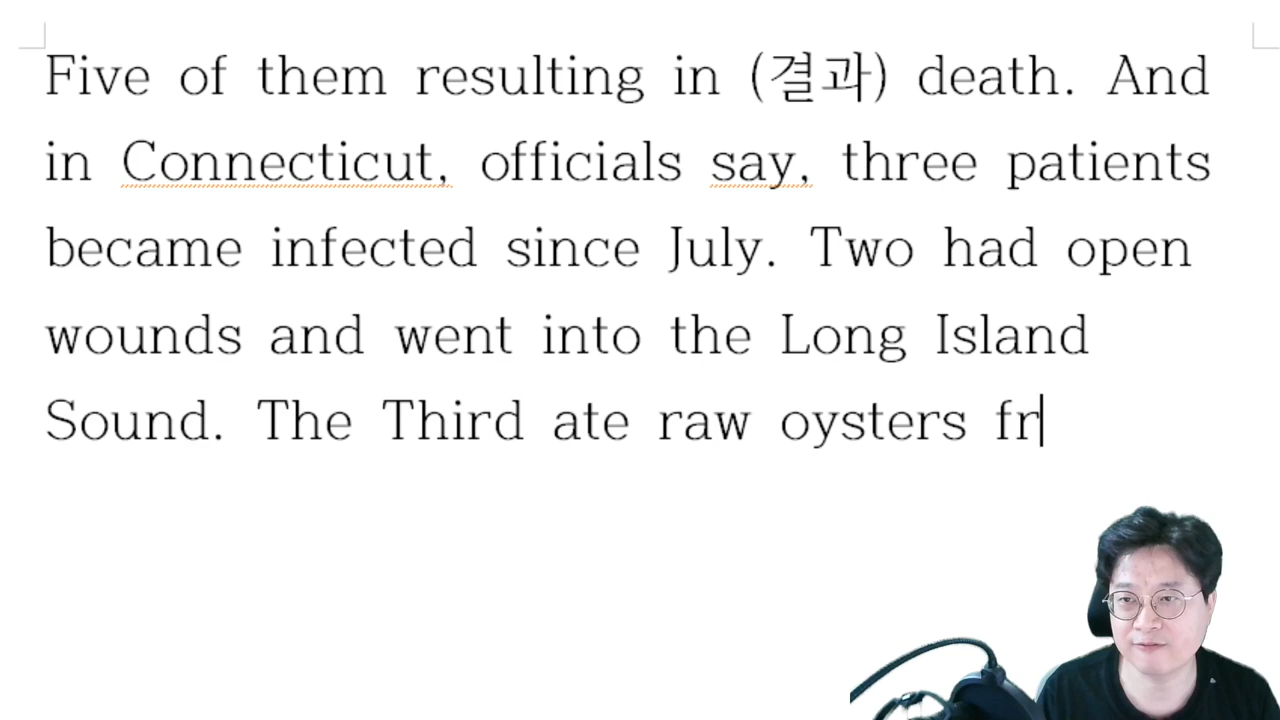 Five of them resulting in (결과) death. And
in Connecticut, officials say, three patients
became infected since July. Two had open
wounds and went into the Long Island
Sound. The Third ate raw oysters fr